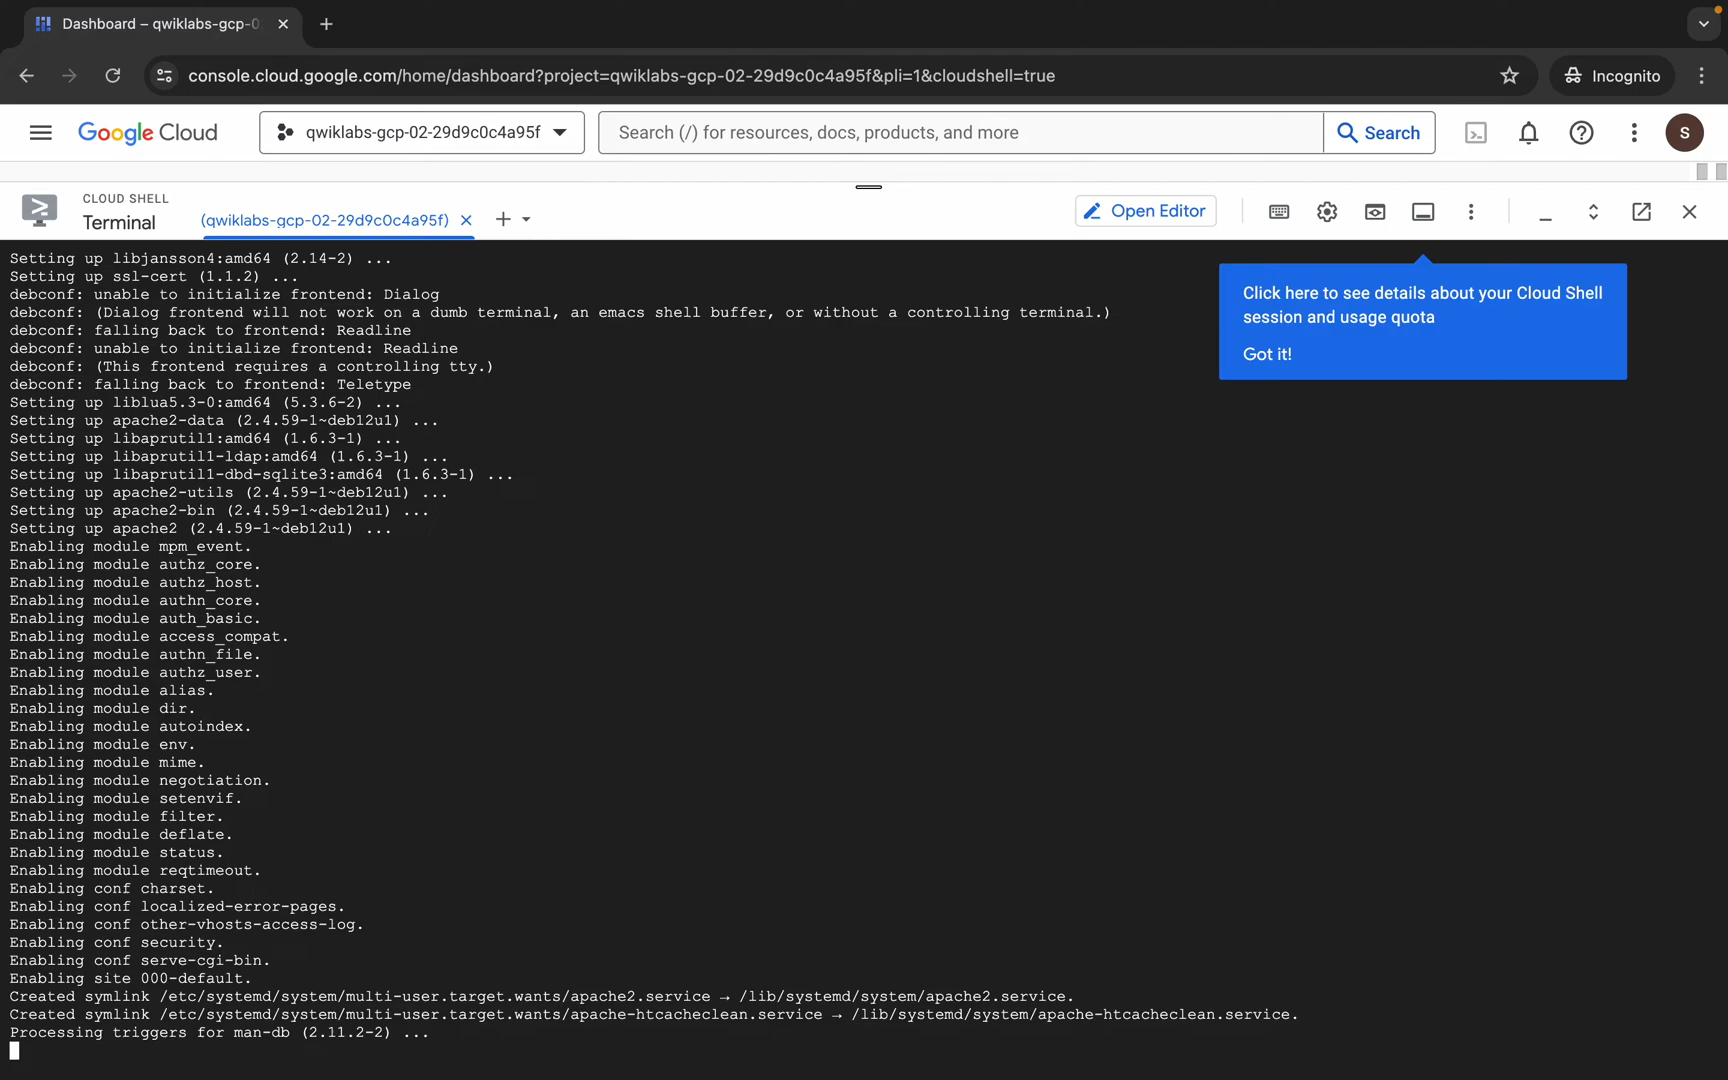 Dashboard – qwiklabs-gcp-0
console.cloud.google.com/home/dashboard?project=qwiklabs-gcp-02-29d9c0c4a95f&pli=1&cloudshell=true
Incognito
Google Cloud
qwiklabs-gcp-02-29d9c0c4a95f
Search (/) for resources, docs, products, and more
Search
S
CLOUD SHELL
Terminal
(qwiklabs-gcp-02-29d9c0c4a95f)
Open Editor
Click here to see details about your Cloud Shell
session and usage quota
Got it!
Setting up libjansson4:amd64 (2.14-2) ...
Setting up ssl-cert (1.1.2) ...
debconf: unable to initialize frontend: Dialog
debconf: (Dialog frontend will not work on a dumb terminal, an emacs shell buffer, or without a controlling terminal.)
debconf: falling back to frontend: Readline
debconf: unable to initialize frontend: Readline
debconf: (This frontend requires a controlling tty.)
debconf: falling back to frontend: Teletype
Setting up liblua5.3-0:amd64 (5.3.6-2) ...
Setting up apache2-data (2.4.59-1~deb12u1) ...
Setting up libaprutil1:amd64 (1.6.3-1) ...
Setting up libaprutil1-ldap:amd64 (1.6.3-1) ...
Setting up libaprutil1-dbd-sqlite3:amd64 (1.6.3-1) ...
Setting up apache2-utils (2.4.59-1~deb12u1) ...
Setting up apache2-bin (2.4.59-1~deb12u1) ...
Setting up apache2 (2.4.59-1~deb12u1) ...
Enabling module mpm_event.
Enabling module authz_core.
Enabling module authz_host.
Enabling module authn_core.
Enabling module auth_basic.
Enabling module access_compat.
Enabling module authn_file.
Enabling module authz_user.
Enabling module alias.
Enabling module dir.
Enabling module autoindex.
Enabling module env.
Enabling module mime.
Enabling module negotiation.
Enabling module setenvif.
Enabling module filter.
Enabling module deflate.
Enabling module status.
Enabling module reqtimeout.
Enabling conf charset.
Enabling conf localized-error-pages.
Enabling conf other-vhosts-access-log.
Enabling conf security.
Enabling conf serve-cgi-bin.
Enabling site 000-default.
Created symlink /etc/systemd/system/multi-user.target.wants/apache2.service → /lib/systemd/system/apache2.service.
Created symlink /etc/systemd/system/multi-user.target.wants/apache-htcacheclean.service → /lib/systemd/system/apache-htcacheclean.service.
Processing triggers for man-db (2.11.2-2) ...